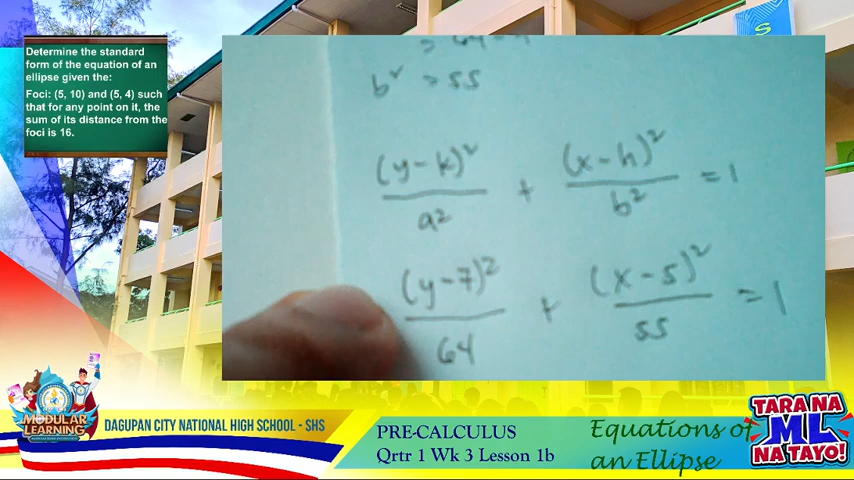 Determine the standard
form of the equation of an
ellipse given the:
Foci: (5, 10) and (5, 4) such
that for any point on it, the
sum of its distance from the
foci is 16.
b² = 55
(y-k)²/a² + (x-h)²/b² = 1
(y-7)²/64 + (x-5)²/55 = 1
MODULAR
LEARNING
DAGUPAN CITY NATIONAL HIGH SCHOOL - SHS
PRE-CALCULUS
Qrtr 1 Wk 3 Lesson 1b
Equations of
an Ellipse
TARA NA
ML
NA TAYO!